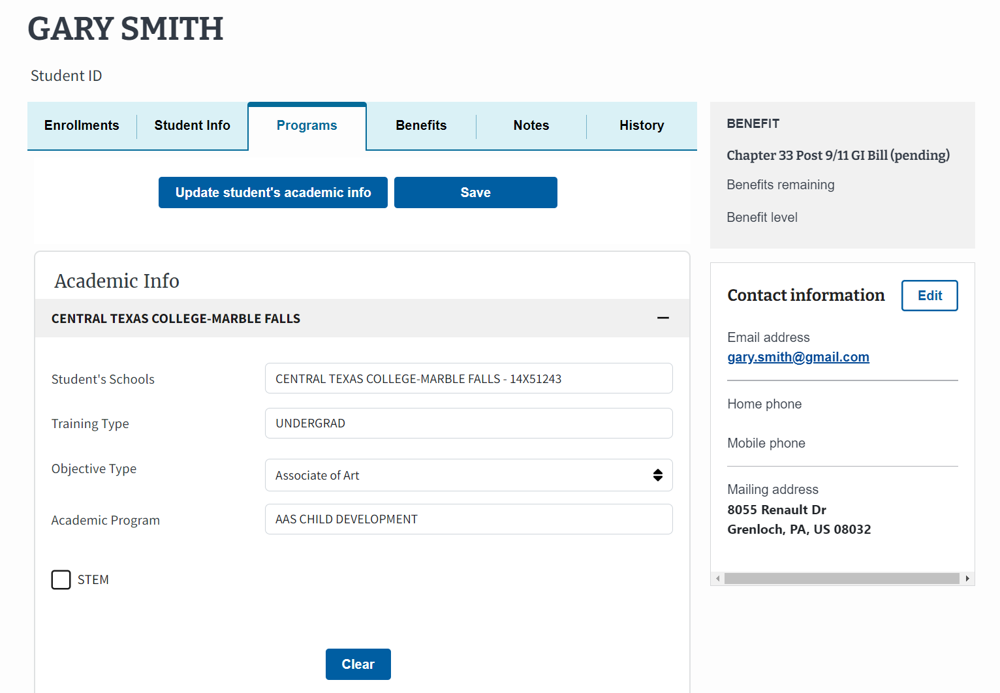 GARY SMITH
Student ID
Enrollments
Student Info
Programs
Benefits
Notes
History
Update student's academic info
Save
Academic Info
CENTRAL TEXAS COLLEGE-MARBLE FALLS
Student's Schools
CENTRAL TEXAS COLLEGE-MARBLE FALLS - 14X51243
Training Type
UNDERGRAD
Objective Type
Associate of Art
Academic Program
AAS CHILD DEVELOPMENT
STEM
Clear
BENEFIT
Chapter 33 Post 9/11 GI Bill (pending)
Benefits remaining
Benefit level
Contact information
Edit
Email address
gary.smith@gmail.com
Home phone
Mobile phone
Mailing address
8055 Renault Dr
Grenloch, PA, US 08032